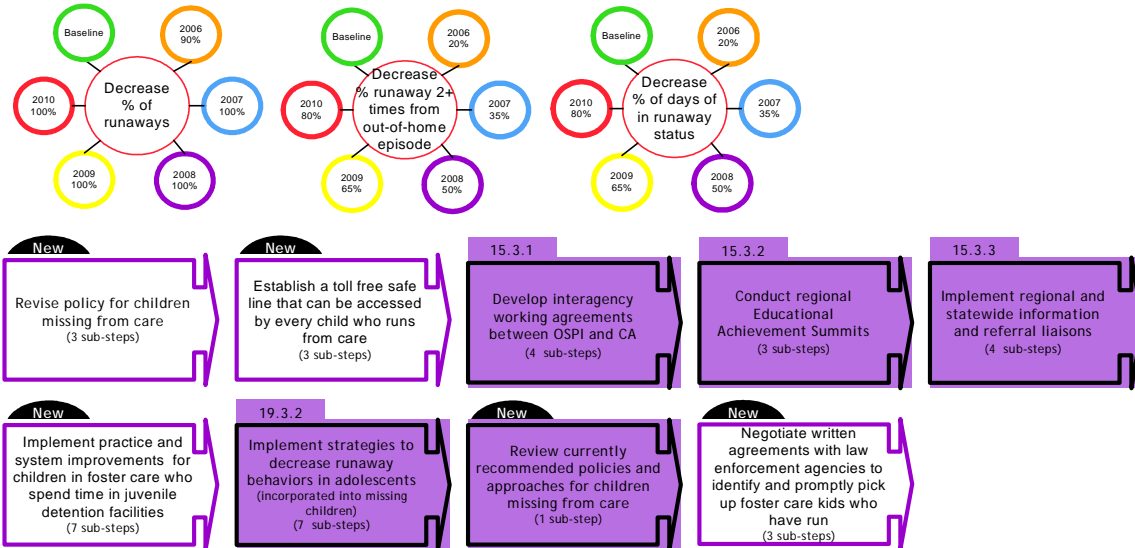 Baseline
2006
90%
2007
100%
2008
100%
2009
100%
2010
100%
Decrease
% of
runaways
Baseline
2006
20%
2007
35%
2008
50%
2009
65%
2010
80%
Decrease
% runaway 2+
times from
out-of-home
episode
Baseline
2006
20%
2007
35%
2008
50%
2009
65%
2010
80%
Decrease
% of days of
in runaway
status
New
Revise policy for children
missing from care
(3 sub-steps)
New
Establish a toll free safe
line that can be accessed
by every child who runs
from care
(3 sub-steps)
15.3.1
Develop interagency
working agreements
between OSPI and CA
(4 sub-steps)
15.3.2
Conduct regional
Educational
Achievement Summits
(3 sub-steps)
15.3.3
Implement regional and
statewide information
and referral liaisons
(4 sub-steps)
New
Implement practice and
system improvements for
children in foster care who
spend time in juvenile
detention facilities
(7 sub-steps)
19.3.2
Implement strategies to
decrease runaway
behaviors in adolescents
(incorporated into missing
children)
(7 sub-steps)
New
Review currently
recommended policies and
approaches for children
missing from care
(1 sub-step)
New
Negotiate written
agreements with law
enforcement agencies to
identify and promptly pick
up foster care kids who
have run
(3 sub-steps)